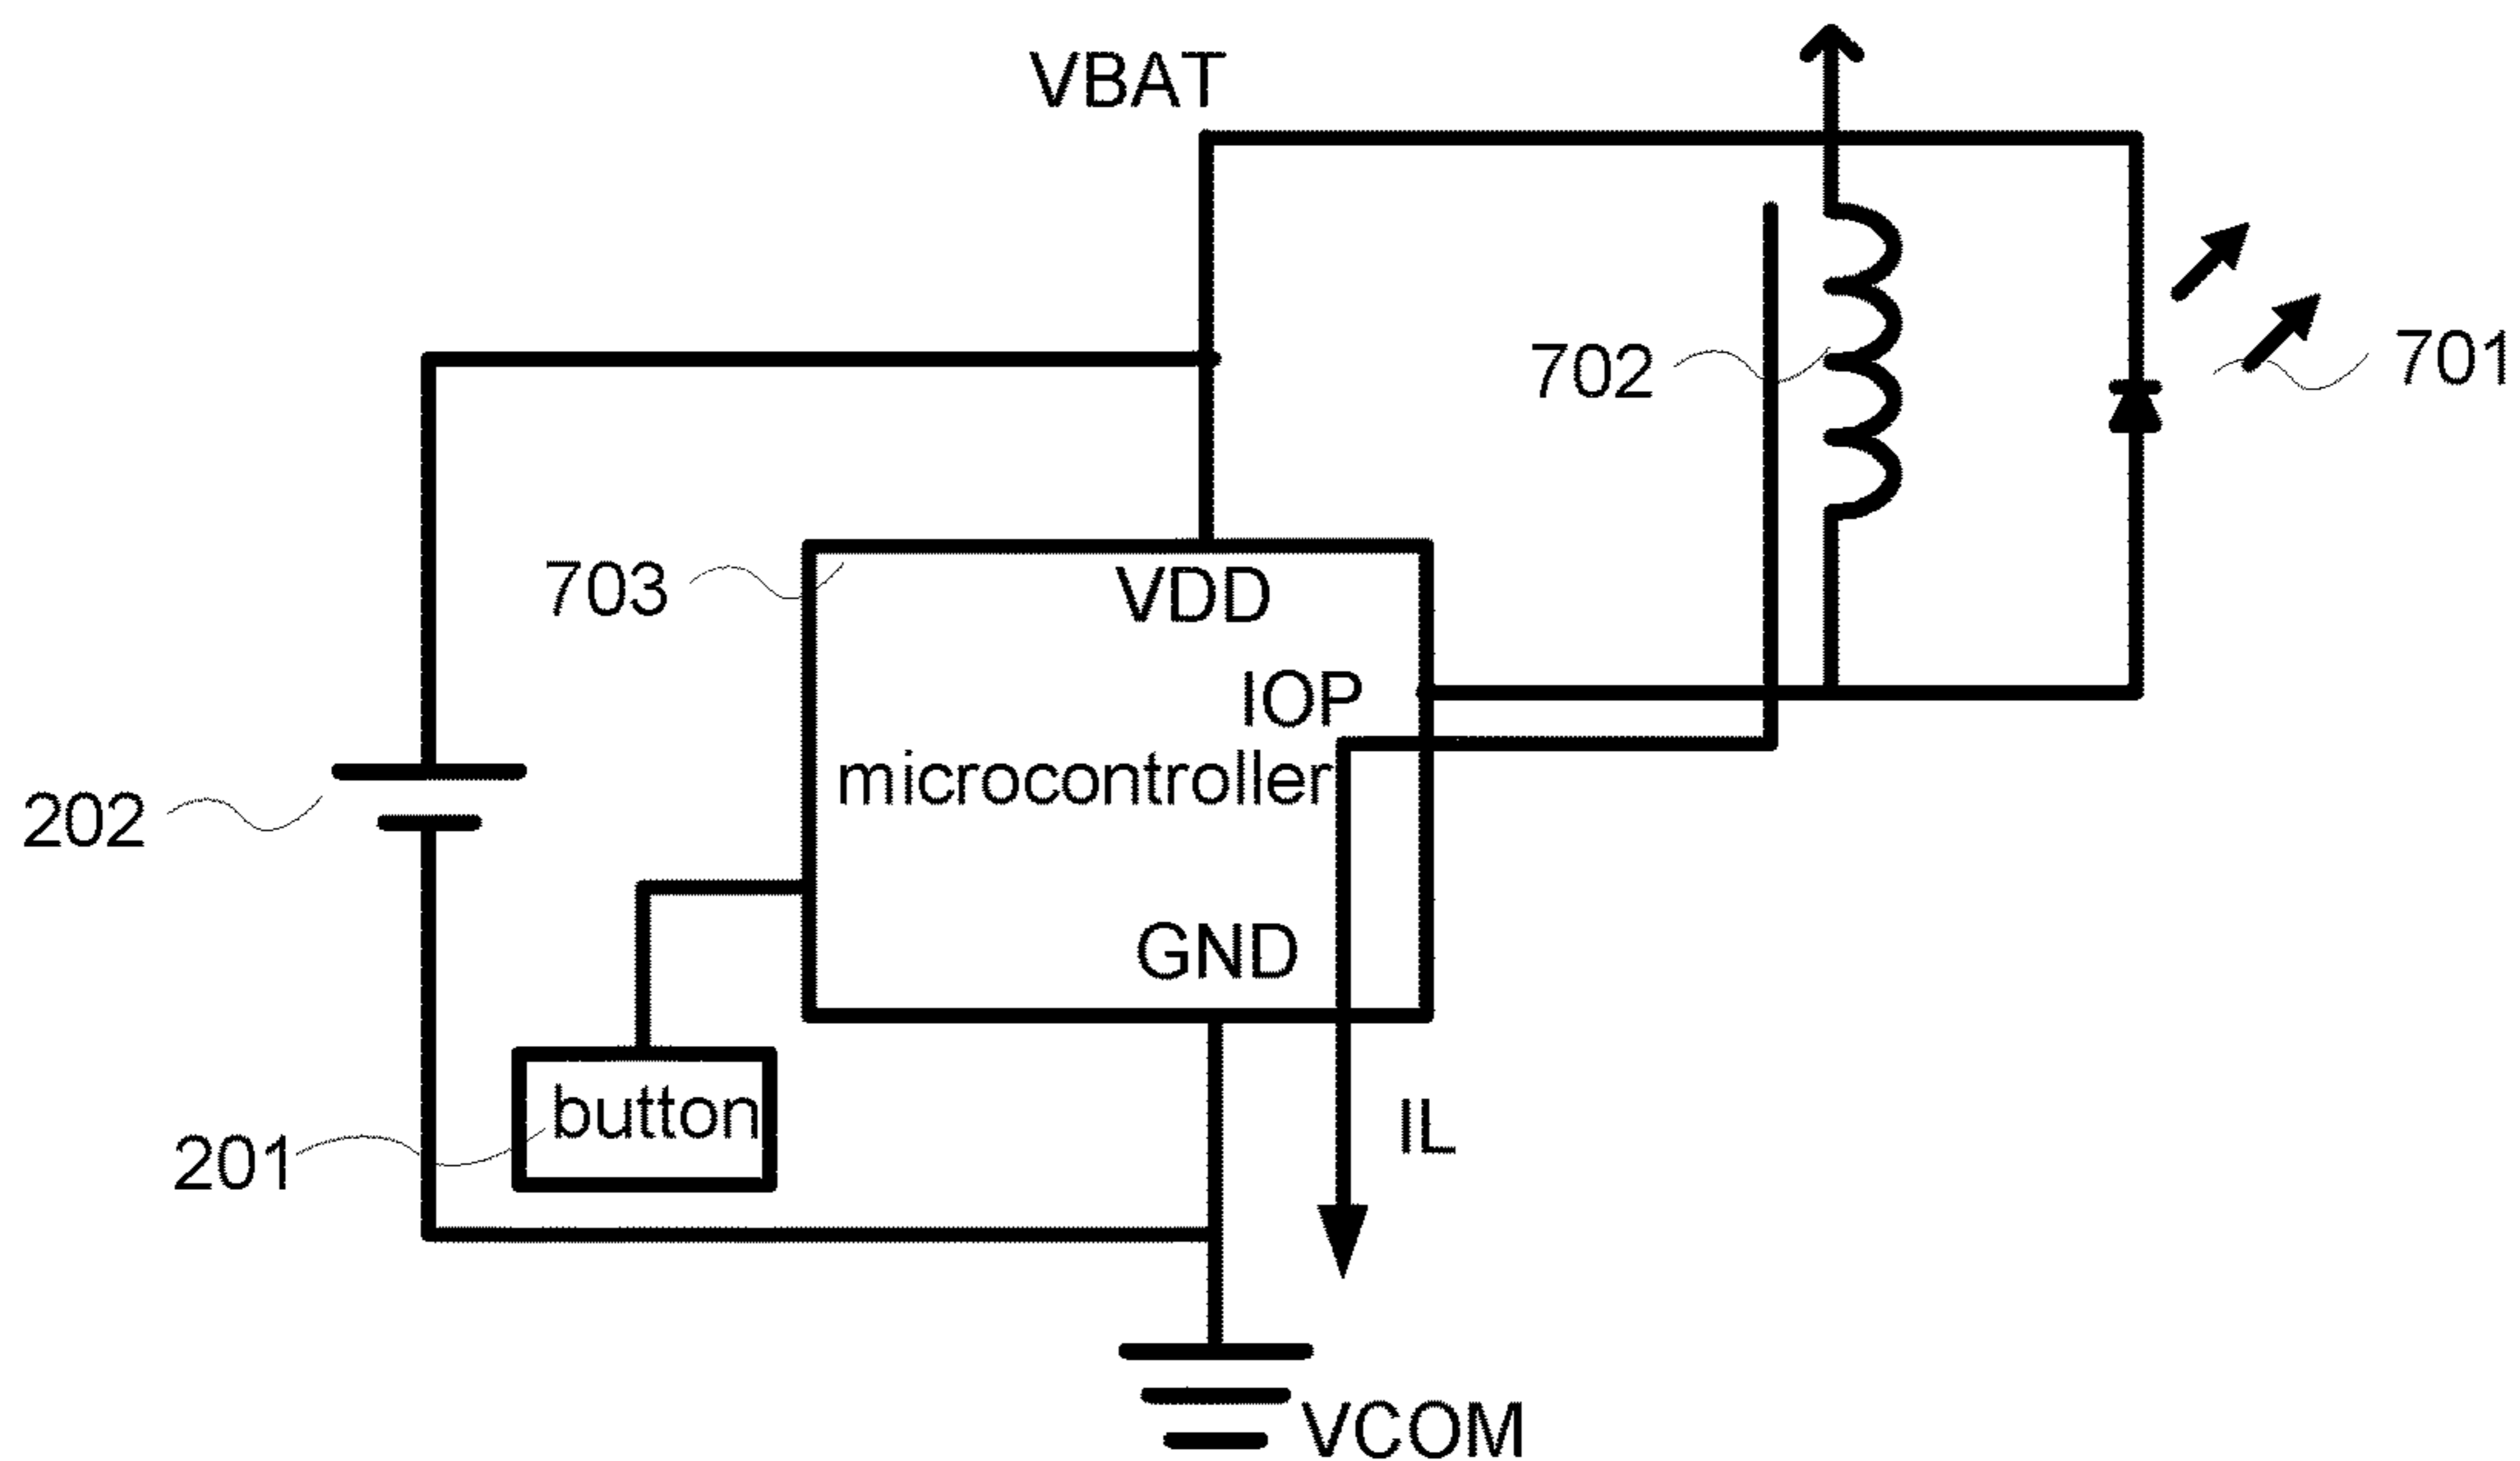 VBAT
702
701
703
VDD
IOP
microcontroller
202
GND
button
201
IL
VCOM